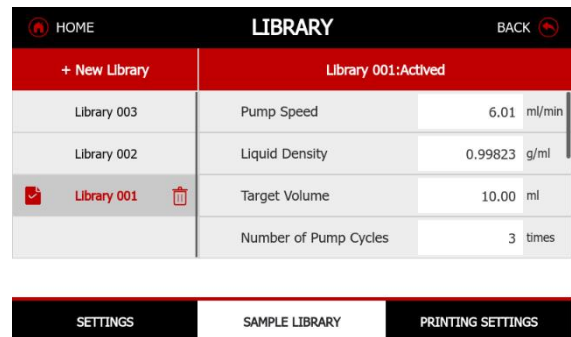 HOME
LIBRARY
BACK
+ New Library
Library 001:Actived
Library 003
Pump Speed 6.01 ml/min
Library 002
Liquid Density 0.99823 g/ml
Library 001
Target Volume 10.00 ml
Number of Pump Cycles 3 times
SETTINGS
SAMPLE LIBRARY
PRINTING SETTINGS